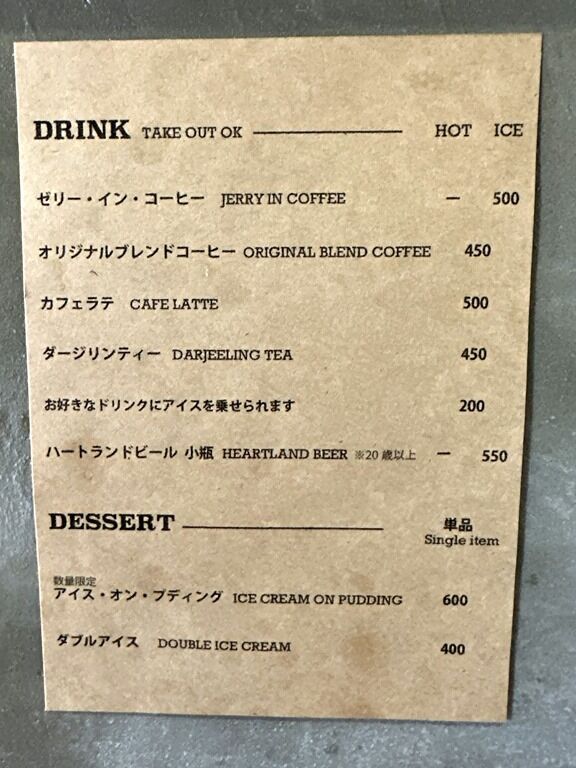 DRINK TAKE OUT OK HOT ICE
ゼリー・イン・コーヒー JERRY IN COFFEE ー 500
オリジナルブレンドコーヒー ORIGINAL BLEND COFFEE 450
カフェラテ CAFE LATTE 500
ダージリンティー DARJEELING TEA 450
お好きなドリンクにアイスを乗せられます 200
ハートランドビール 小瓶 HEARTLAND BEER ※20歳以上 ー 550
DESSERT 単品
Single item
数量限定
アイス・オン・プディング ICE CREAM ON PUDDING 600
ダブルアイス DOUBLE ICE CREAM 400